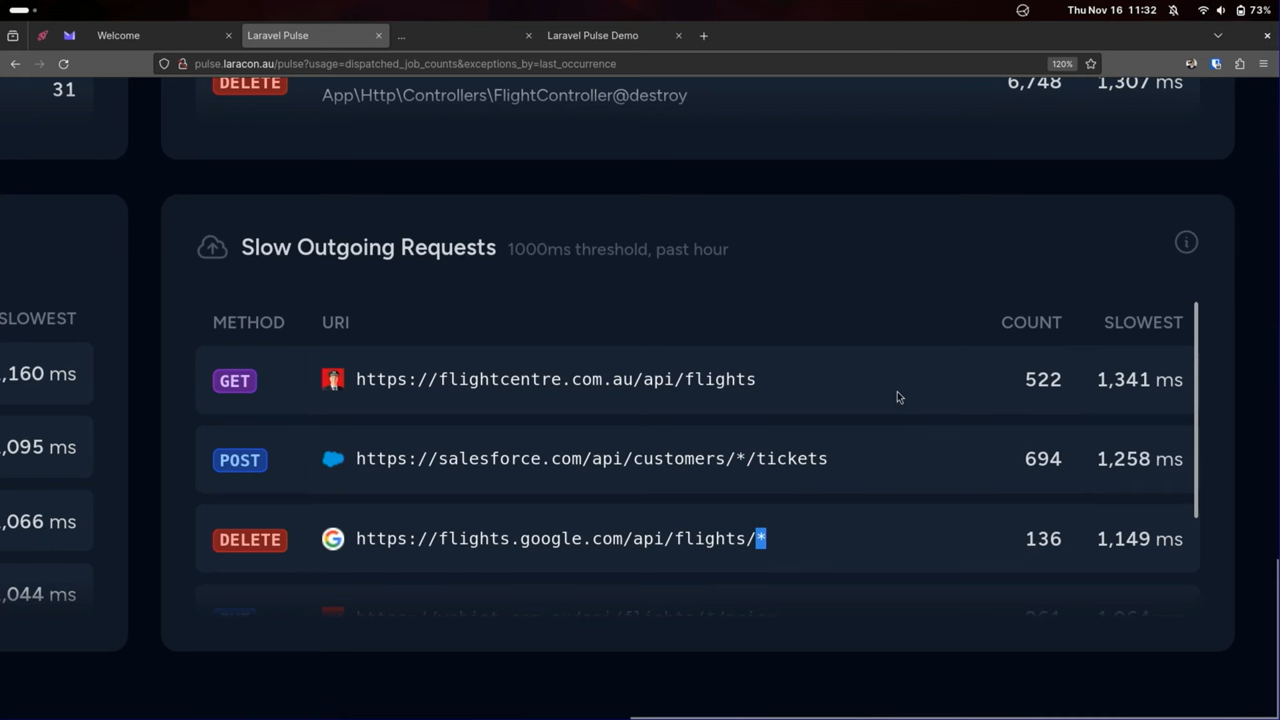 Thu Nov 16 11:32
73%
Welcome
Laravel Pulse
...
Laravel Pulse Demo
pulse.laracon.au/pulse?usage=dispatched_job_counts&exceptions_by=last_occurrence
120%
31
DELETE
App\Http\Controllers\FlightController@destroy
6,748
1,307 ms
Slow Outgoing Requests 1000ms threshold, past hour
SLOWEST
,160 ms
,095 ms
,066 ms
,044 ms
METHOD URI COUNT SLOWEST
GET https://flightcentre.com.au/api/flights 522 1,341 ms
POST https://salesforce.com/api/customers/*/tickets 694 1,258 ms
DELETE https://flights.google.com/api/flights/* 136 1,149 ms